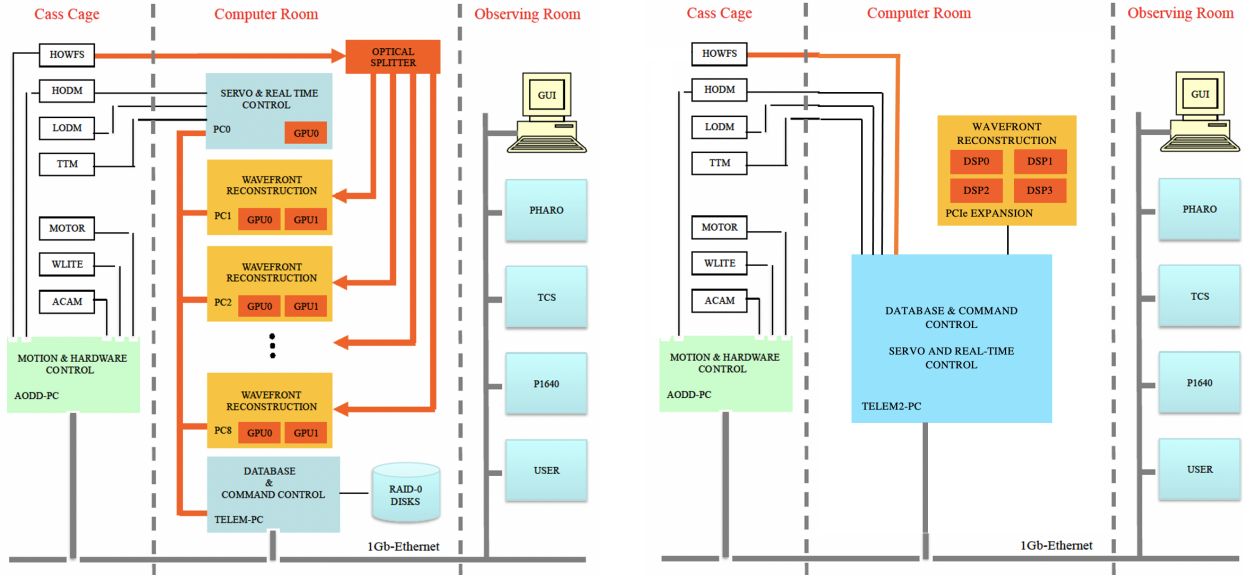 Cass Cage
Computer Room
Observing Room
HOWFS
HODM
LODM
TTM
MOTOR
WLITE
ACAM
MOTION & HARDWARE
CONTROL
AODD-PC
OPTICAL
SPLITTER
SERVO & REAL TIME
CONTROL
PC0
GPU0
WAVEFRONT
RECONSTRUCTION
PC1
GPU0
GPU1
WAVEFRONT
RECONSTRUCTION
PC2
GPU0
GPU1
WAVEFRONT
RECONSTRUCTION
PC8
GPU0
GPU1
DATABASE
&
COMMAND CONTROL
TELEM-PC
RAID-0
DISKS
1Gb-Ethernet
GUI
PHARO
TCS
P1640
USER
Cass Cage
Computer Room
Observing Room
HOWFS
HODM
LODM
TTM
MOTOR
WLITE
ACAM
MOTION & HARDWARE
CONTROL
AODD-PC
WAVEFRONT
RECONSTRUCTION
DSP0
DSP1
DSP2
DSP3
PCIe EXPANSION
DATABASE & COMMAND
CONTROL
SERVO AND REAL-TIME
CONTROL
TELEM2-PC
1Gb-Ethernet
GUI
PHARO
TCS
P1640
USER